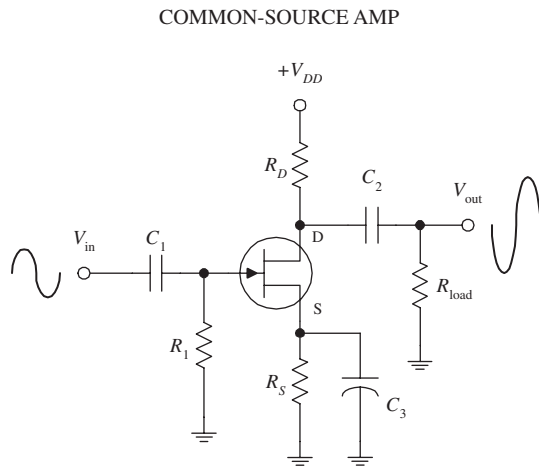 COMMON-SOURCE AMP
+V_DD
R_D
C_2
V_out
D
V_in
C_1
S
R_load
R_1
R_S
C_3